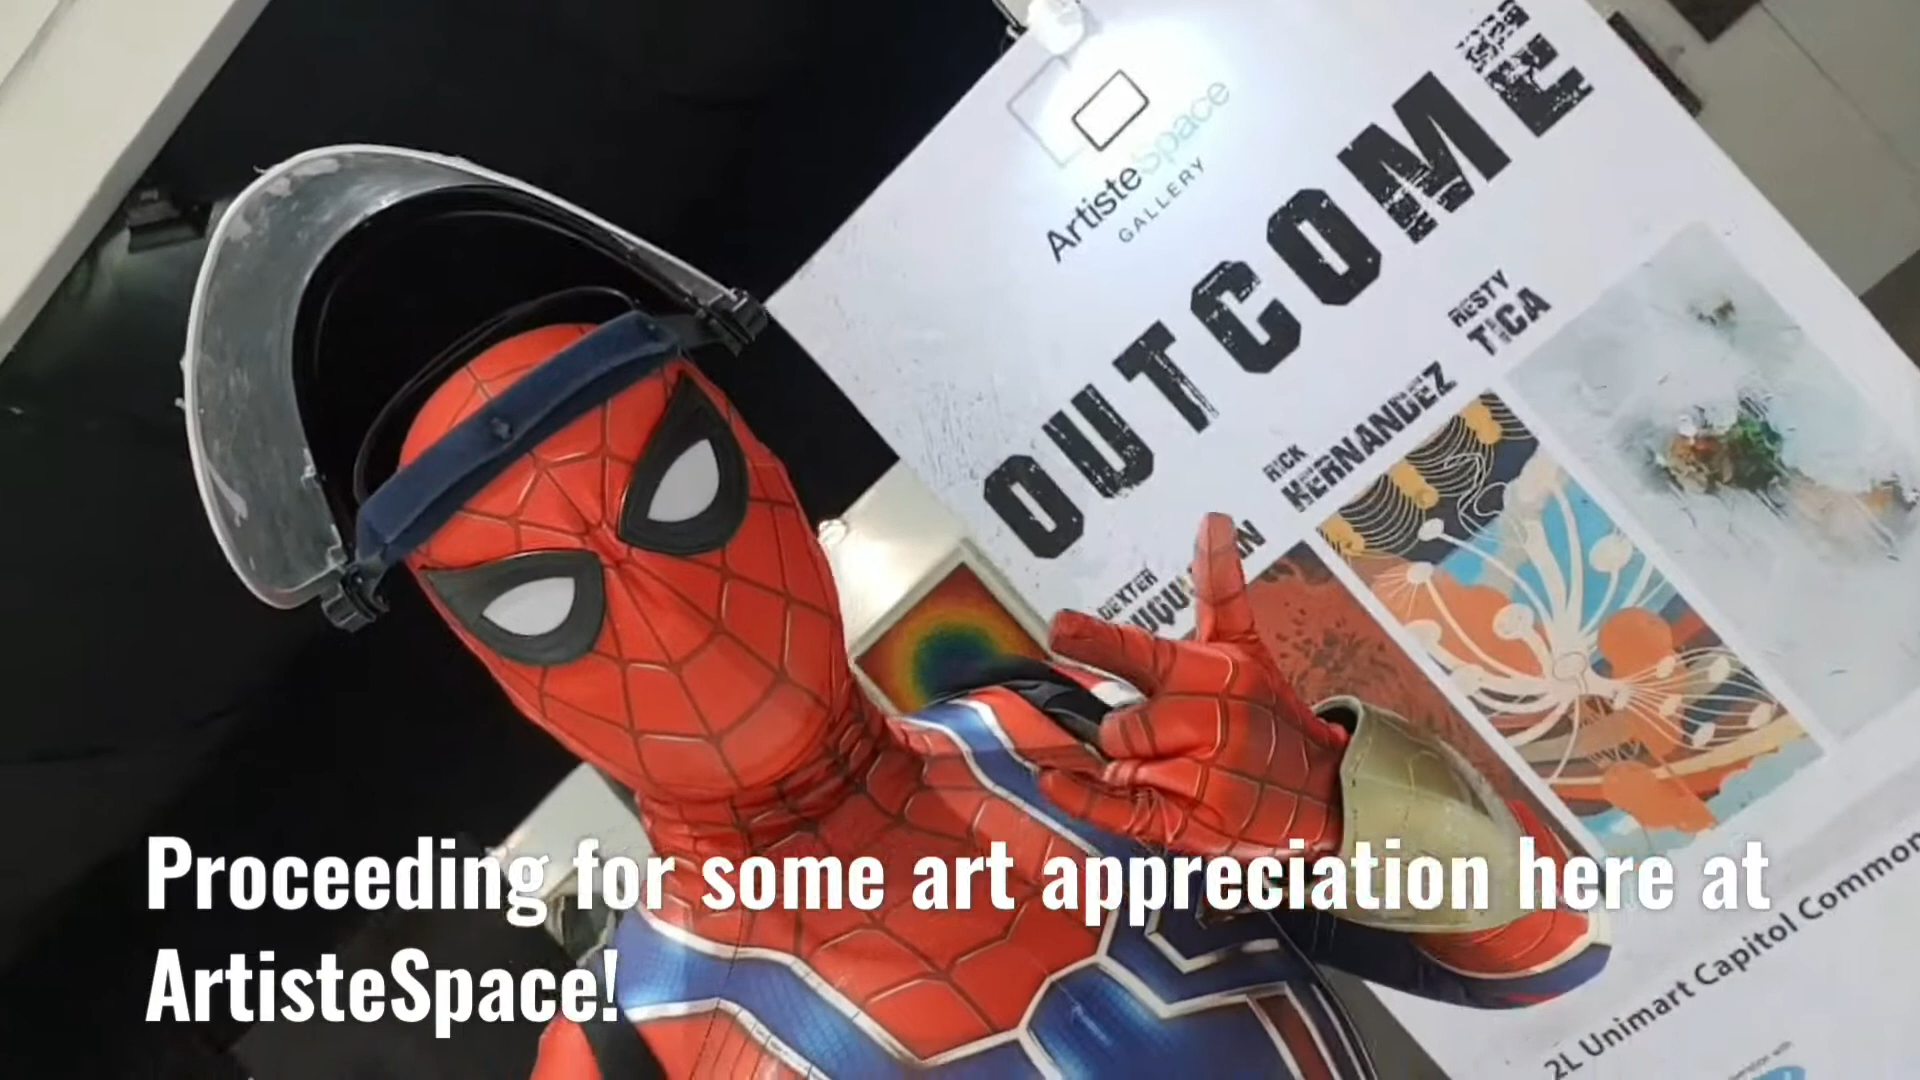 ArtisteSpace
GALLERY
OUTCOME
RESTY
TICA
RICK
HERNANDEZ
DEXTER
2L Unimart Capitol Common
Proceeding for some art appreciation here at
ArtisteSpace!